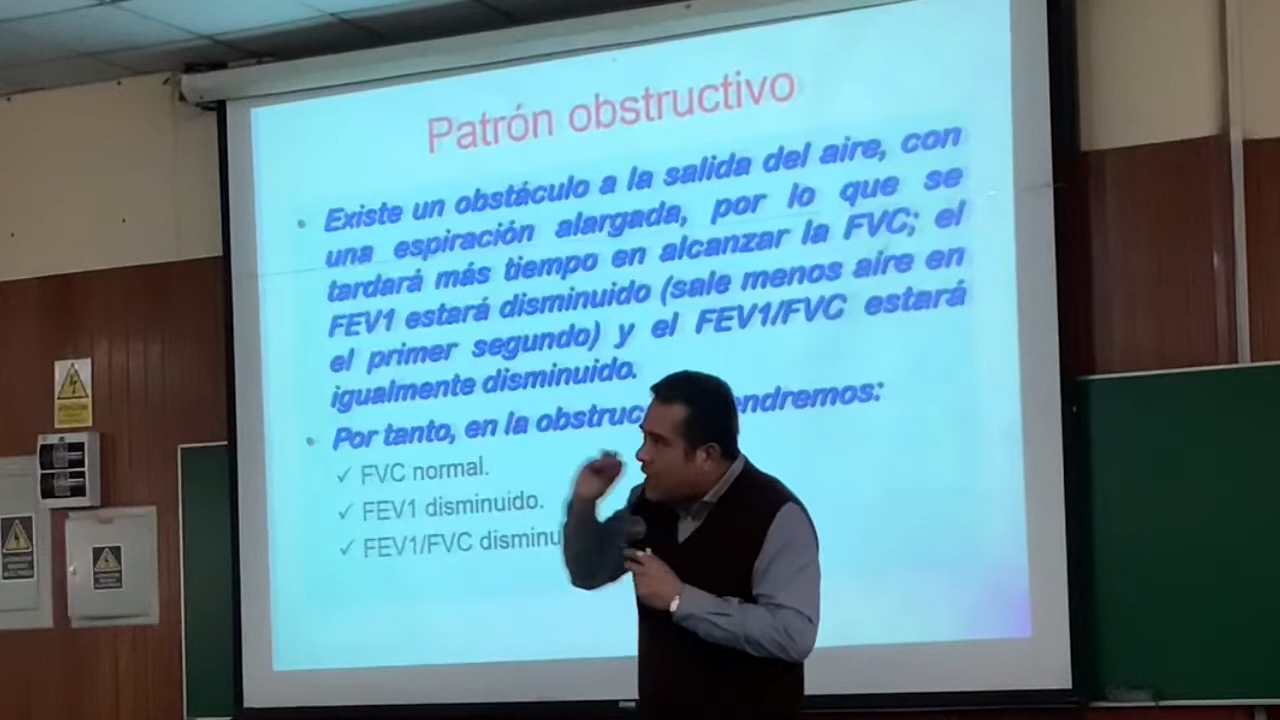 Patrón obstructivo
• Existe un obstáculo a la salida del aire, con
una espiración alargada, por lo que se
tardará más tiempo en alcanzar la FVC; el
FEV1 estará disminuido (sale menos aire en
el primer segundo) y el FEV1/FVC estará
igualmente disminuido.
• Por tanto, en la obstruc endremos:
✓ FVC normal.
✓ FEV1 disminuido.
✓ FEV1/FVC disminu